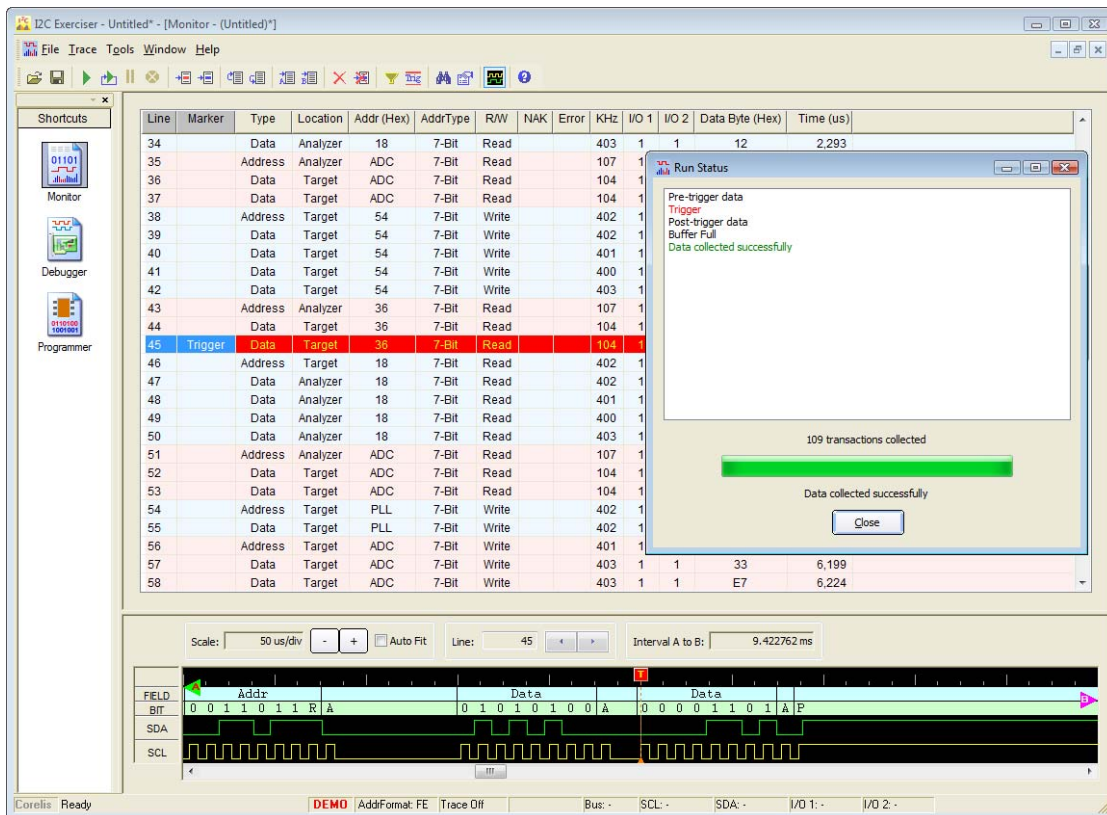 I2C Exerciser - Untitled* - [Monitor - (Untitled)*]
File Trace Tools Window Help
Shortcuts
Monitor
Debugger
Programmer
Line Marker Type Location Addr (Hex) AddrType R/W NAK Error KHz I/O 1 I/O 2 Data Byte (Hex) Time (us)
34 Data Analyzer 18 7-Bit Read 403 1 1 12 2,293
35 Address Analyzer ADC 7-Bit Read 107 1
36 Data Target ADC 7-Bit Read 104 1
37 Data Target ADC 7-Bit Read 104 1
38 Address Target 54 7-Bit Write 402 1
39 Data Target 54 7-Bit Write 402 1
40 Data Target 54 7-Bit Write 401 1
41 Data Target 54 7-Bit Write 400 1
42 Data Target 54 7-Bit Write 403 1
43 Address Analyzer 36 7-Bit Read 107 1
44 Data Target 36 7-Bit Read 104 1
45 Trigger Data Target 36 7-Bit Read 104 1
46 Address Target 18 7-Bit Read 402 1
47 Data Analyzer 18 7-Bit Read 402 1
48 Data Analyzer 18 7-Bit Read 401 1
49 Data Analyzer 18 7-Bit Read 400 1
50 Data Analyzer 18 7-Bit Read 403 1
51 Address Analyzer ADC 7-Bit Read 107 1
52 Data Target ADC 7-Bit Read 104 1
53 Data Target ADC 7-Bit Read 104 1
54 Address Target PLL 7-Bit Write 402 1
55 Data Target PLL 7-Bit Write 402 1
56 Address Target ADC 7-Bit Write 401 1
57 Data Target ADC 7-Bit Write 403 1 1 33 6,199
58 Data Target ADC 7-Bit Write 403 1 1 E7 6,224
Run Status
Pre-trigger data
Trigger
Post-trigger data
Buffer Full
Data collected successfully
109 transactions collected
Data collected successfully
Close
Scale: 50 us/div - + Auto Fit Line: 45 Interval A to B: 9.422762 ms
T
FIELD Addr Data Data
BIT 0 0 1 1 0 1 1 R A 0 1 0 1 0 1 0 0 A 0 0 0 0 1 1 0 1 A P
SDA
SCL
Corelis Ready DEMO AddrFormat: FE Trace Off Bus: - SCL: - SDA: - I/O 1: - I/O 2: -